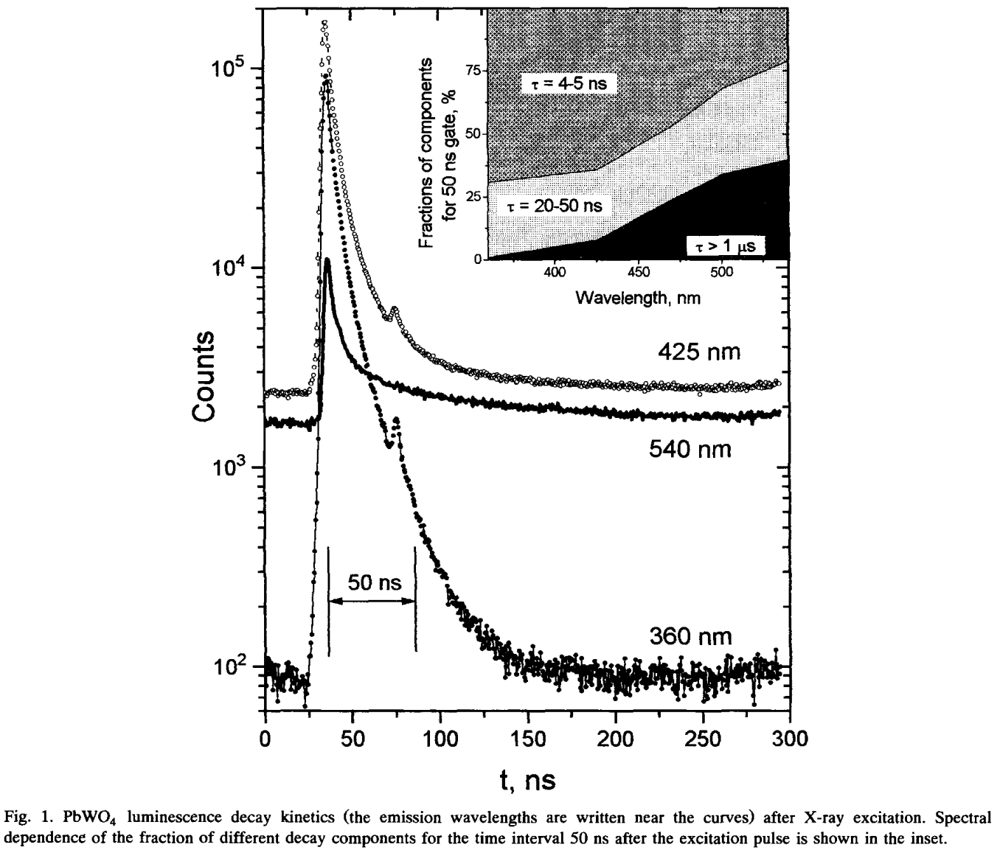 10⁵
10⁴
10³
10²
Counts
0
50
100
150
200
250
300
t, ns
Fractions of components
for 50 ns gate, %
75
50
25
0
400
450
500
Wavelength, nm
τ = 4-5 ns
τ = 20-50 ns
τ > 1 μs
425 nm
540 nm
360 nm
50 ns
Fig. 1. PbWO₄ luminescence decay kinetics (the emission wavelengths are written near the curves) after X-ray excitation. Spectral
dependence of the fraction of different decay components for the time interval 50 ns after the excitation pulse is shown in the inset.